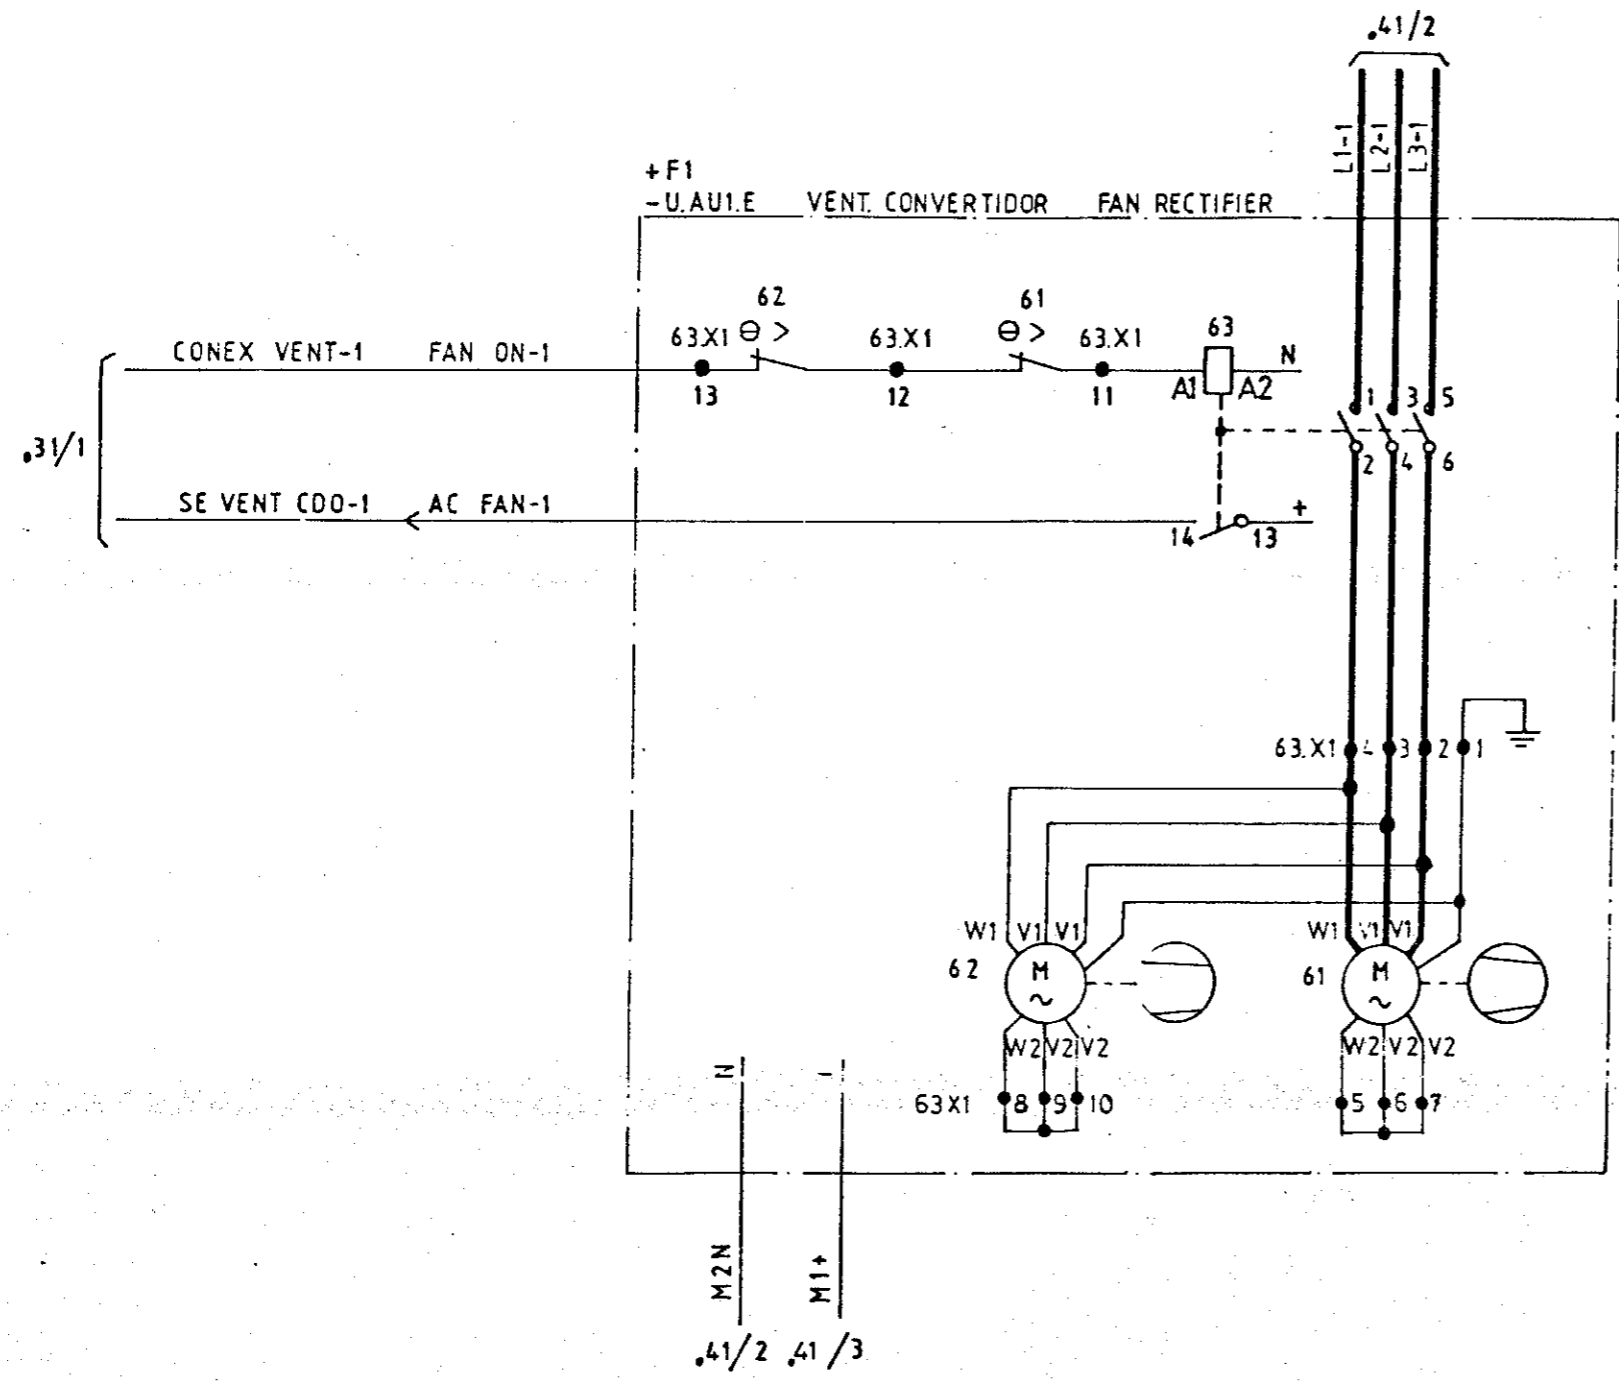 .41/2
L1-1 L2-1 L3-1
+F1
-U.AU1.E VENT. CONVERTIDOR FAN RECTIFIER
62 61 63
63.X1 Θ > 63.X1 Θ > 63.X1 N
CONEX VENT-1 FAN ON-1
13 12 11 A1 A2
1 3 5
.31/1
2 4 6
SE VENT CDO-1 AC FAN-1 +
14 13
63.X1 4 3 2 1
W1 V1 V1 W1 V1 V1
62 M ~ 61 M ~
W2 V2 V2 W2 V2 V2
N
63X1 8 9 10 5 6 7
M2N M1+
.41/2 .41/3